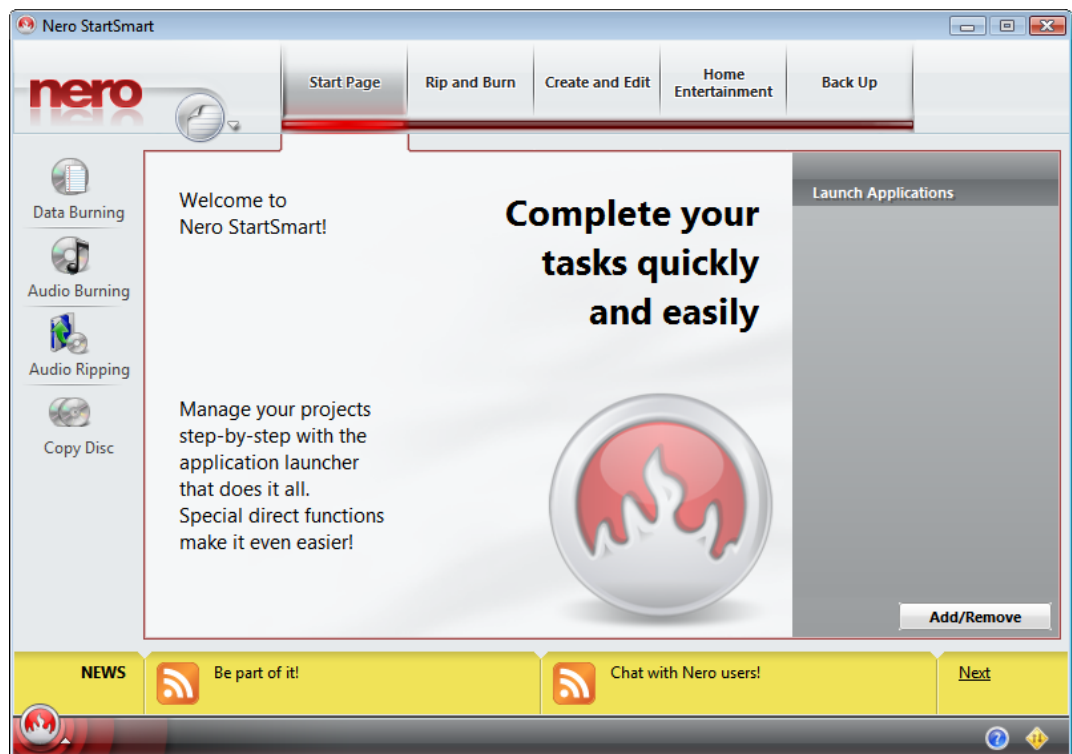 Nero StartSmart
nero
Start Page
Rip and Burn
Create and Edit
Home
Entertainment
Back Up
Data Burning
Audio Burning
Audio Ripping
Copy Disc
Welcome to
Nero StartSmart!
Complete your
tasks quickly
and easily
Manage your projects
step-by-step with the
application launcher
that does it all.
Special direct functions
make it even easier!
Launch Applications
Add/Remove
NEWS
Be part of it!
Chat with Nero users!
Next
?